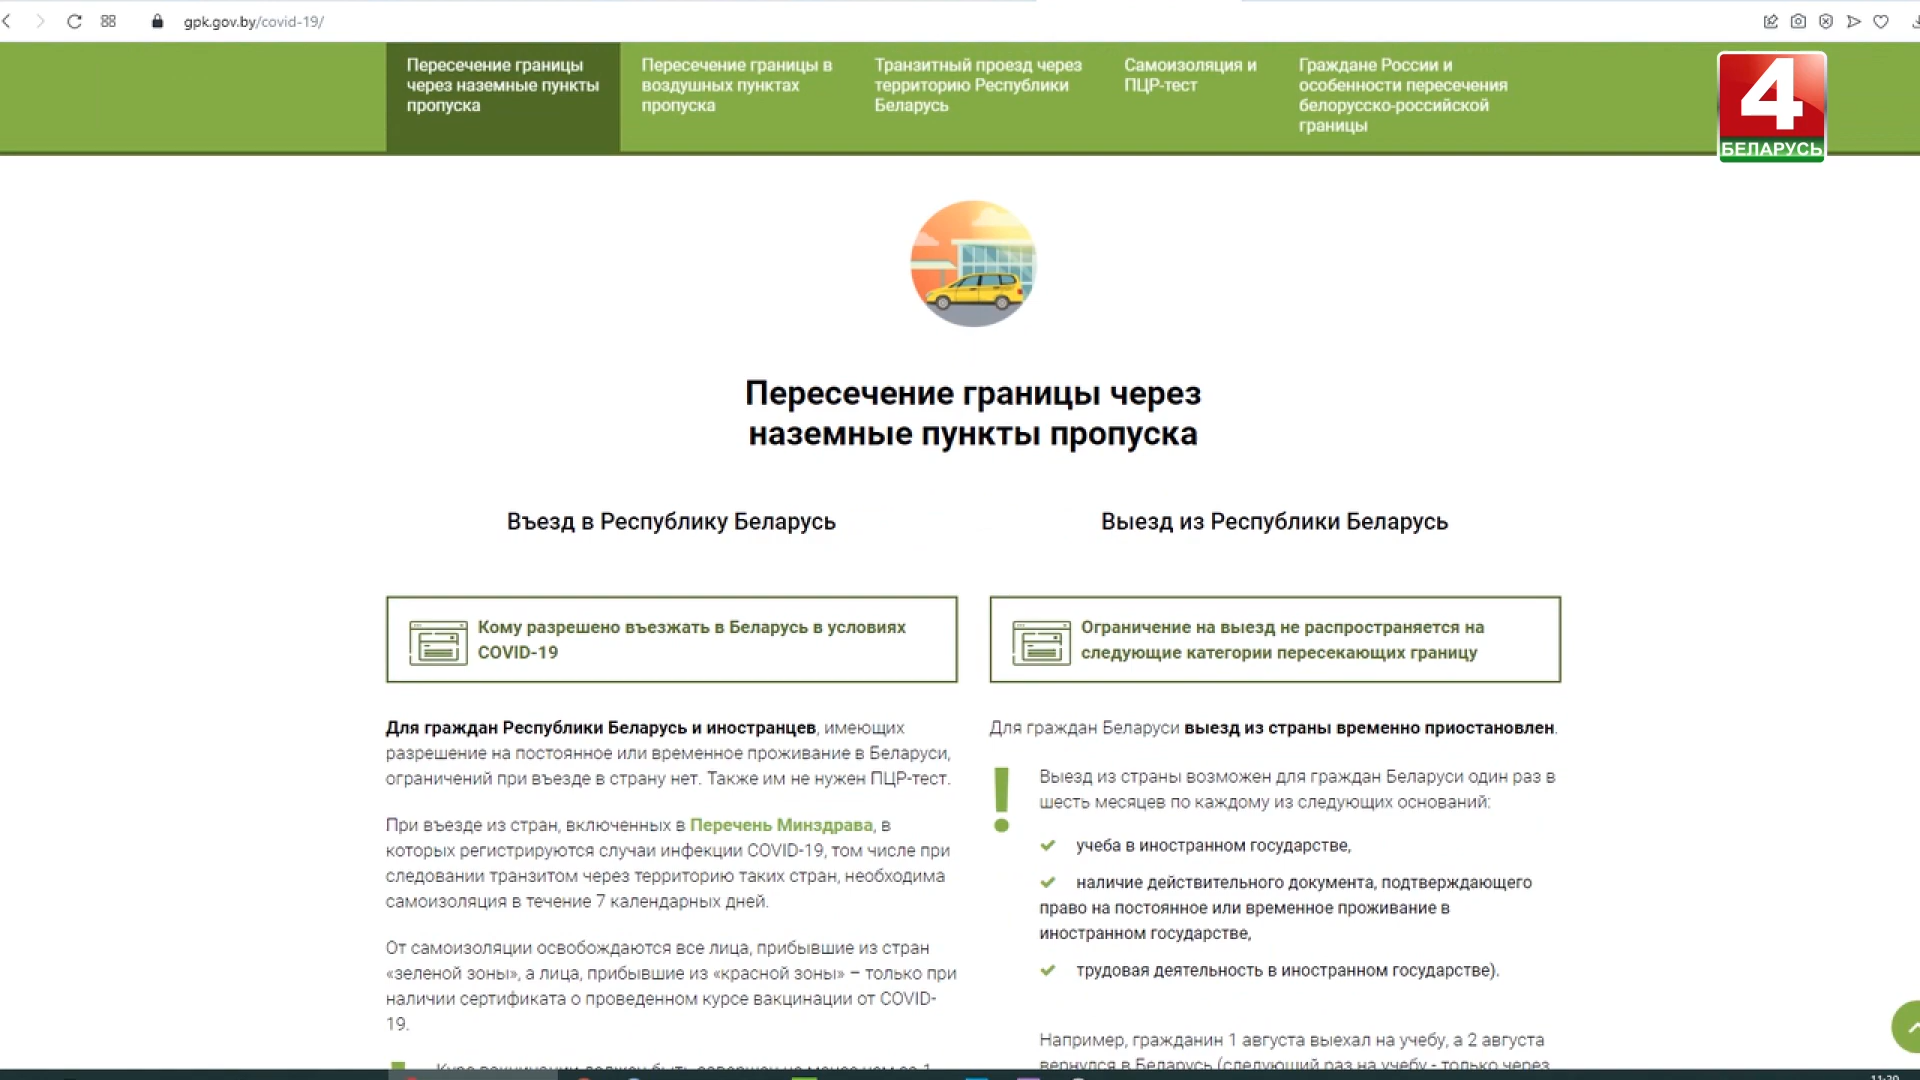 gpk.gov.by/covid-19/
Пересечение границы
через наземные пункты
пропуска
Пересечение границы в
воздушных пунктах
пропуска
Транзитный проезд через
территорию Республики
Беларусь
Самоизоляция и
ПЦР-тест
Граждане России и
особенности пересечения
белорусско-российской
границы
4
БЕЛАРУСЬ
Пересечение границы через
наземные пункты пропуска
Въезд в Республику Беларусь
Кому разрешено въезжать в Беларусь в условиях
COVID-19
Для граждан Республики Беларусь и иностранцев, имеющих
разрешение на постоянное или временное проживание в Беларуси,
ограничений при въезде в страну нет. Также им не нужен ПЦР-тест.
При въезде из стран, включенных в Перечень Минздрава, в
которых регистрируются случаи инфекции COVID-19, том числе при
следовании транзитом через территорию таких стран, необходима
самоизоляция в течение 7 календарных дней.
От самоизоляции освобождаются все лица, прибывшие из стран
«зеленой зоны», а лица, прибывшие из «красной зоны» – только при
наличии сертификата о проведенном курсе вакцинации от COVID-
19.
Выезд из Республики Беларусь
Ограничение на выезд не распространяется на
следующие категории пересекающих границу
Для граждан Беларуси выезд из страны временно приостановлен.
Выезд из страны возможен для граждан Беларуси один раз в
шесть месяцев по каждому из следующих оснований:
учеба в иностранном государстве,
наличие действительного документа, подтверждающего
право на постоянное или временное проживание в
иностранном государстве,
трудовая деятельность в иностранном государстве).
Например, гражданин 1 августа выехал на учебу, а 2 августа
вернулся в Беларусь (следующий раз на учебу - только через